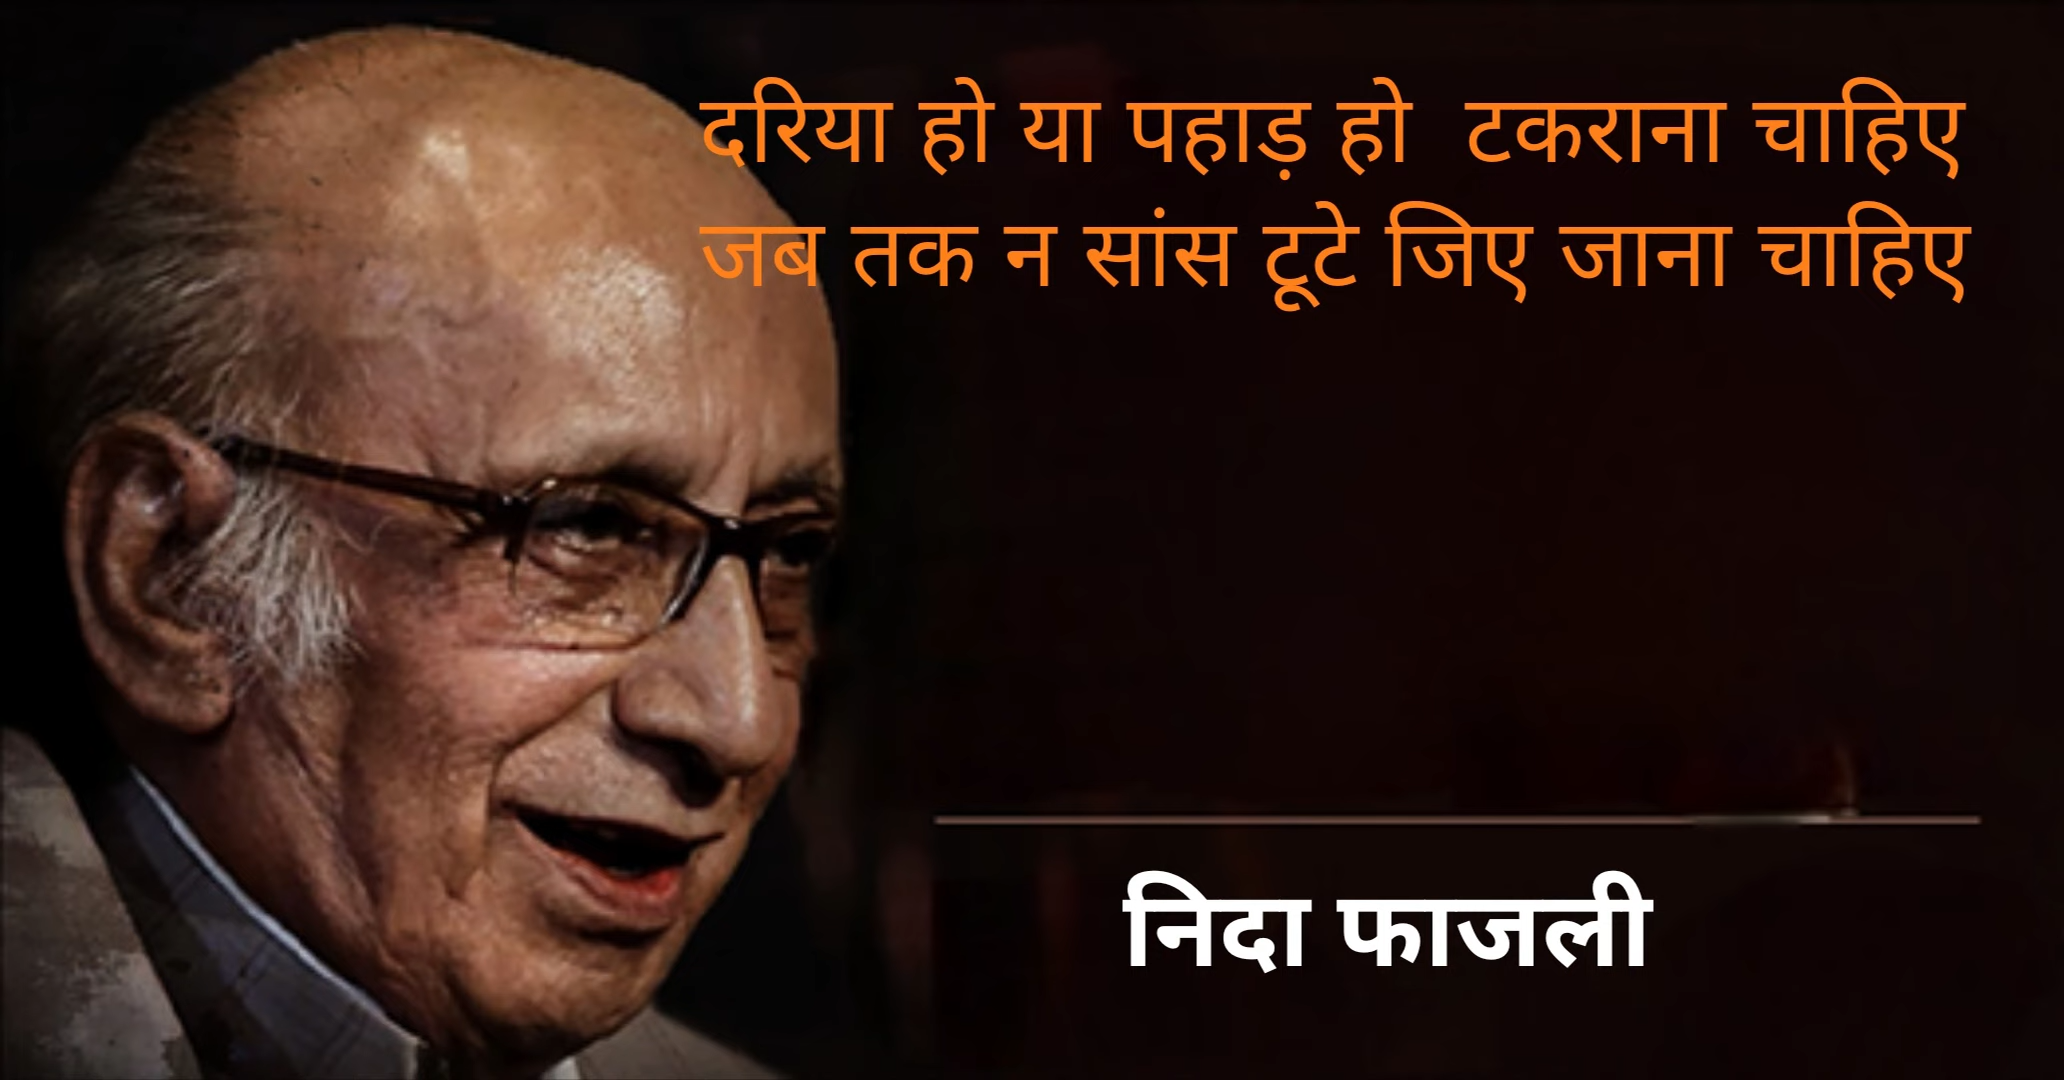 दरिया हो या पहाड़ हो टकराना चाहिए
जब तक न सांस टूटे जिए जाना चाहिए
निदा फाजली